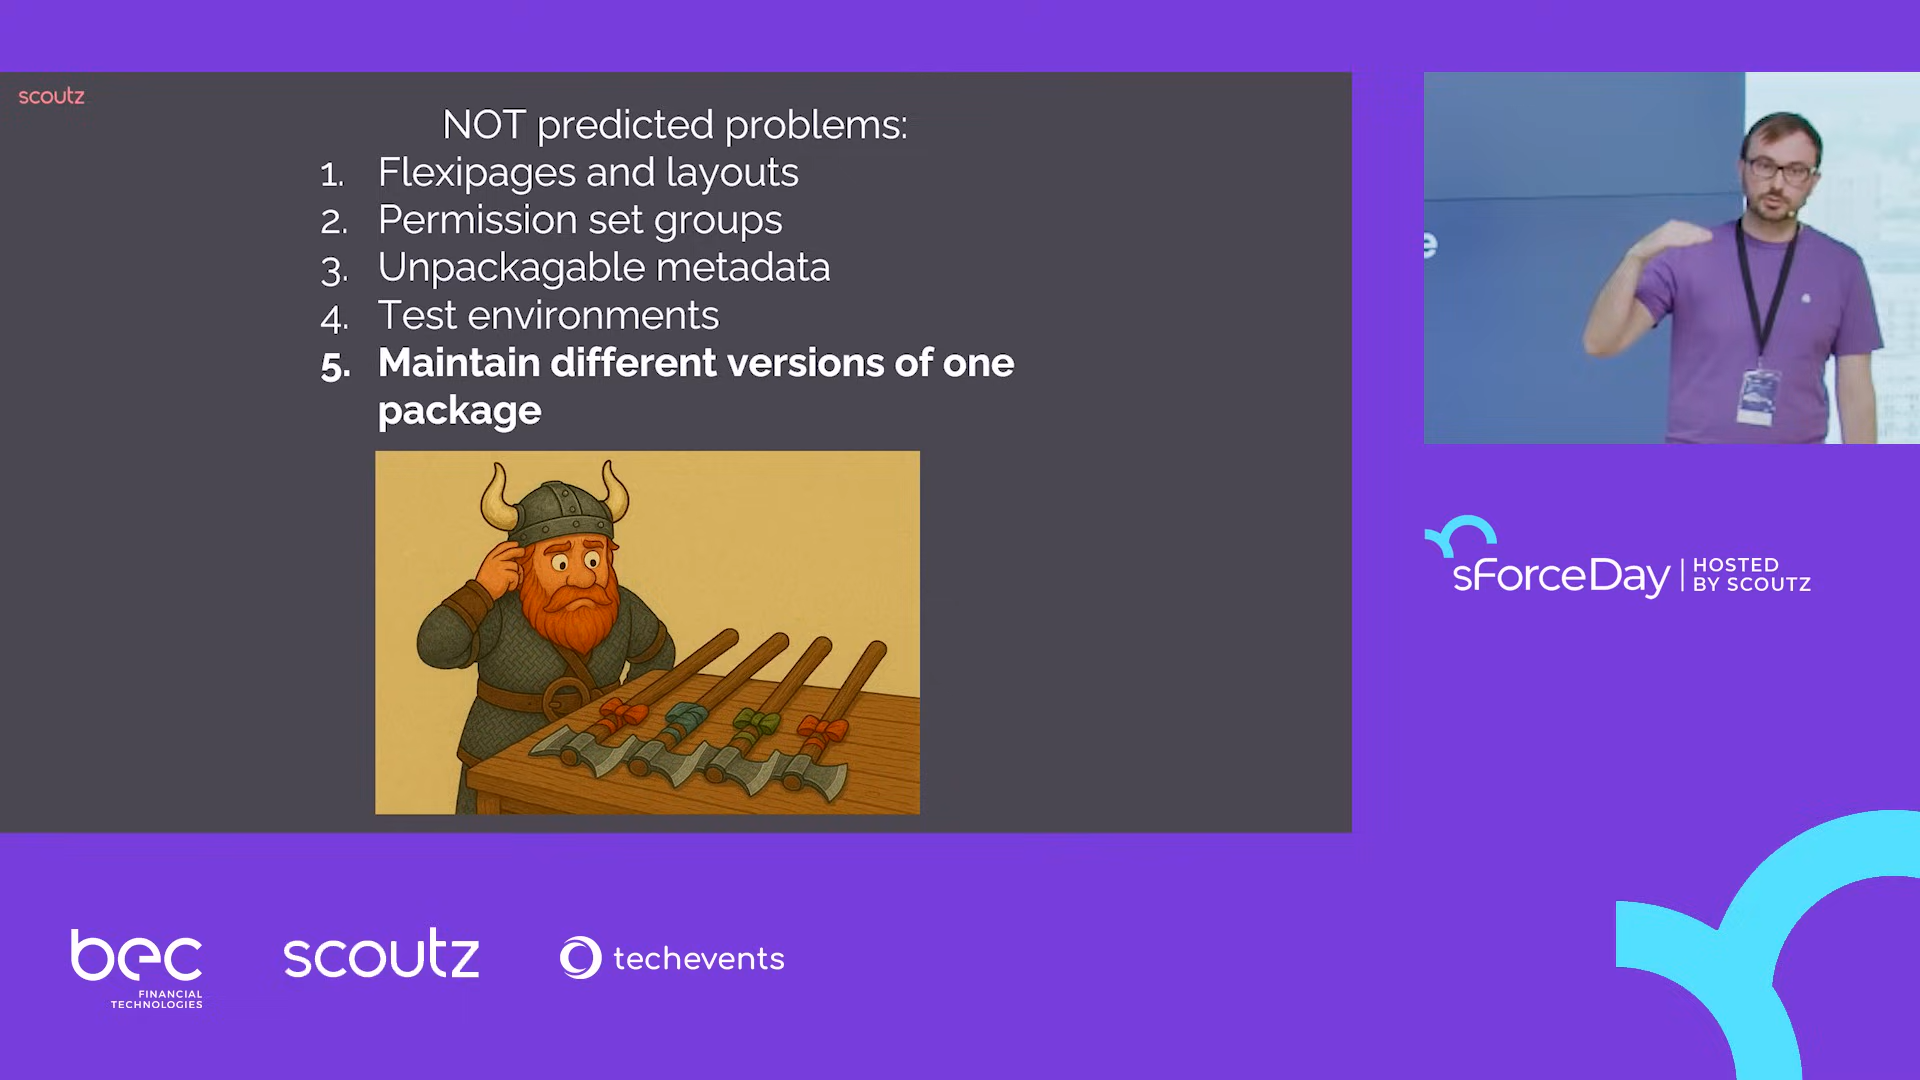 scoutz
NOT predicted problems:
1. Flexipages and layouts
2. Permission set groups
3. Unpackagable metadata
4. Test environments
5. Maintain different versions of one
package
e
sForceDay | HOSTED
BY SCOUTZ
bec
FINANCIAL
TECHNOLOGIES
scoutz
techevents